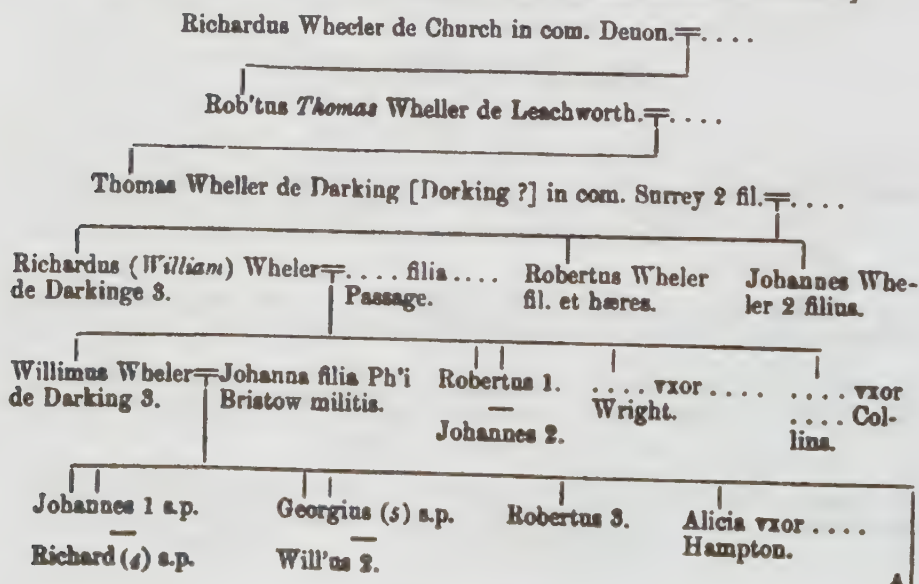 Richardus Wheeler de Church in com. Deuon.=....
Rob'tus Thomas Wheller de Leachworth.=....
Thomas Wheller de Darking [Dorking ?] in com. Surrey 2 fil.=....
Richardus (William) Wheler=.... filia ....
de Darkinge 3. Passage.
Robertus Wheler
fil. et hæres.
Johannes Whe-
ler 2 filius.
Willimus Wheler=Johanna filia Ph'i
de Darking 3. Bristow militis.
Robertus 1.
Johannes 2.
.... vxor ....
Wright.
.... vxor
.... Col-
lins.
Johannes 1 s.p.
Richard (4) s.p.
Georgius (5) s.p.
Will'us 2.
Robertus 3.
Alicia vxor ....
Hampton.
A